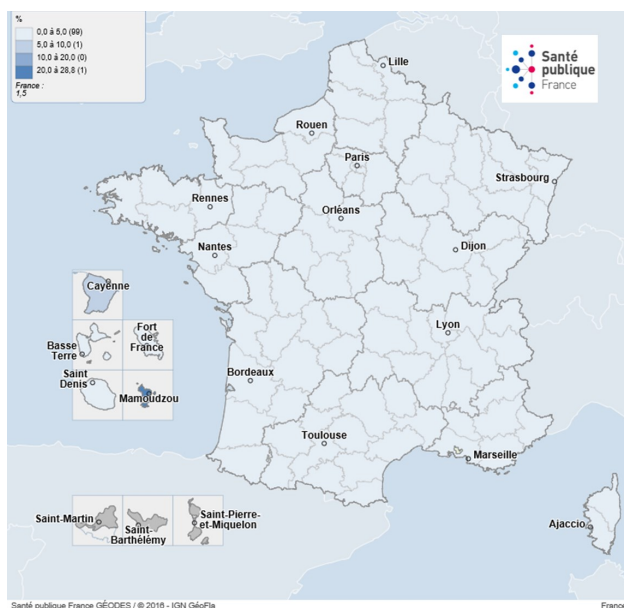 %
0,0 à 5,0 (99)
5,0 à 10,0 (1)
10,0 à 20,0 (0)
20,0 à 28,8 (1)
France :
1,5
Santé
publique
France
Lille
Rouen
Paris
Strasbourg
Rennes
Orléans
Nantes
Dijon
Cayenne
Fort
de
France
Basse
Terre
Lyon
Saint
Denis
Mamoudzou
Bordeaux
Toulouse
Marseille
Saint-Martin
Saint-
Barthélémy
Saint-Pierre-
et-Miquelon
Ajaccio
Santé publique France GÉODES / © 2016 - IGN GéoFla
France